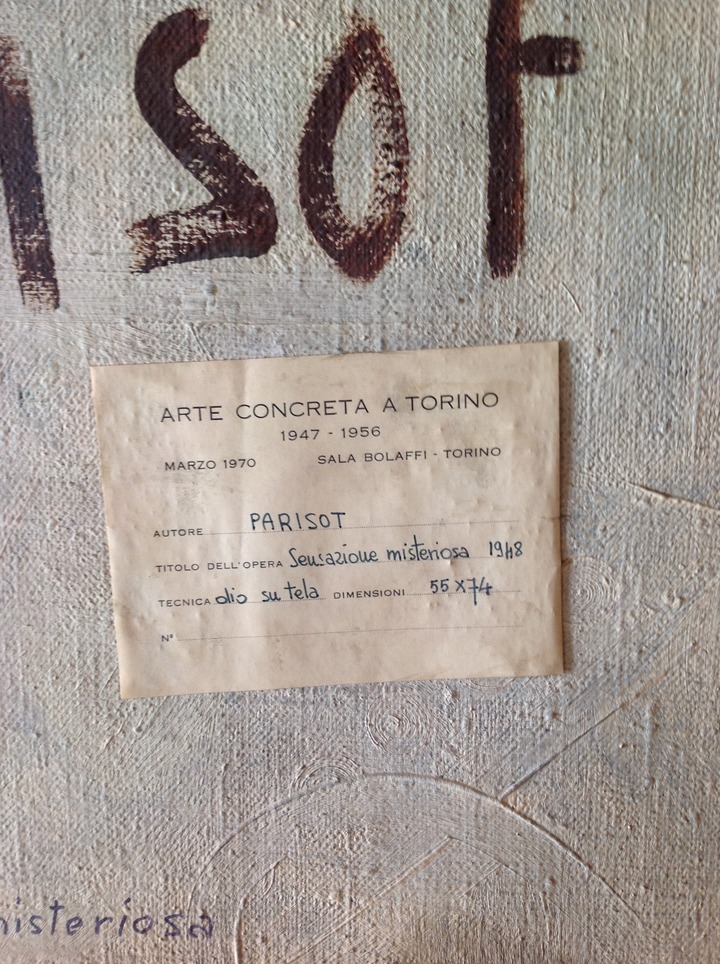 ISOT
ARTE CONCRETA A TORINO
1947 - 1956
MARZO 1970 SALA BOLAFFI - TORINO
AUTORE PARISOT
TITOLO DELL'OPERA Sensazione misteriosa 1948
TECNICA olio su tela DIMENSIONI 55 X 74
N°
misteriosa